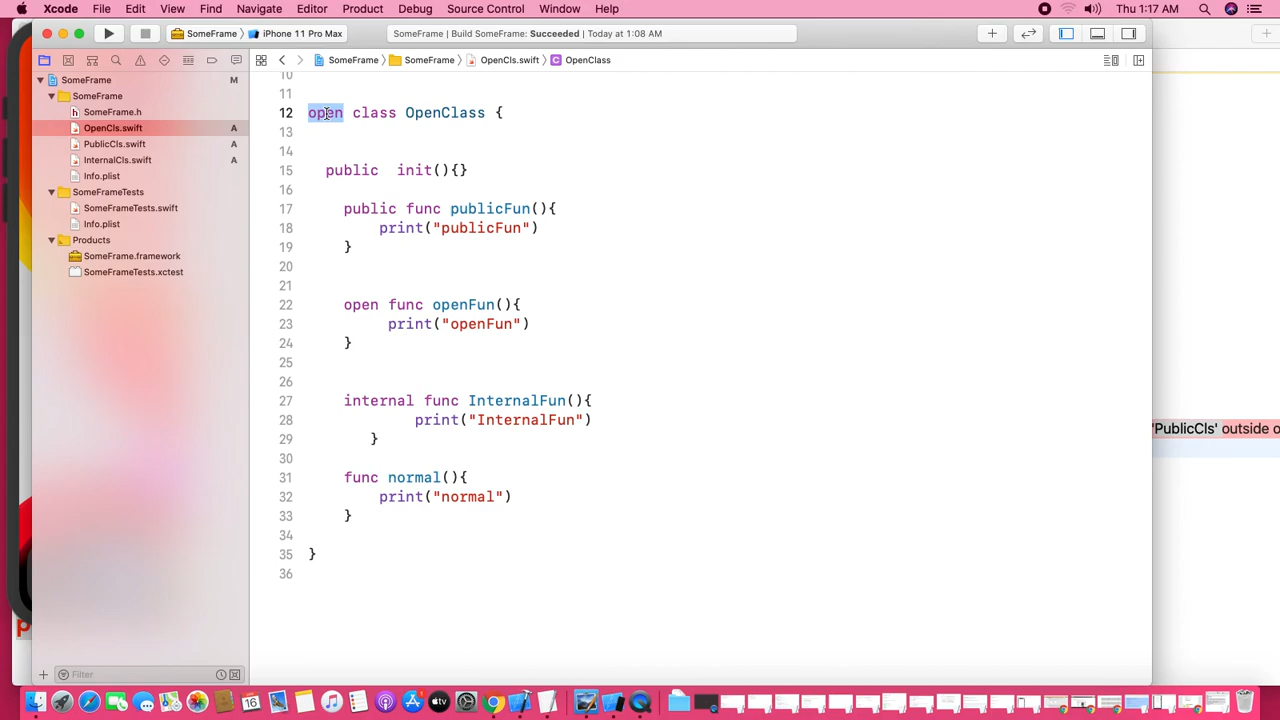 Xcode File Edit View Find Navigate Editor Product Debug Source Control Window Help Thu 1:17 AM
SomeFrame iPhone 11 Pro Max SomeFrame | Build SomeFrame: Succeeded | Today at 1:08 AM
SomeFrame SomeFrame OpenCls.swift OpenClass
SomeFrame M
SomeFrame
SomeFrame.h
OpenCls.swift A
PublicCls.swift A
InternalCls.swift A
Info.plist
SomeFrameTests
SomeFrameTests.swift
Info.plist
Products
SomeFrame.framework
SomeFrameTests.xctest
Filter
10
11
12 open class OpenClass {
13
14
15 public init(){}
16
17 public func publicFun(){
18 print("publicFun")
19 }
20
21
22 open func openFun(){
23 print("openFun")
24 }
25
26
27 internal func InternalFun(){
28 print("InternalFun")
29 }
30
31 func normal(){
32 print("normal")
33 }
34
35 }
36
'PublicCls' outside o